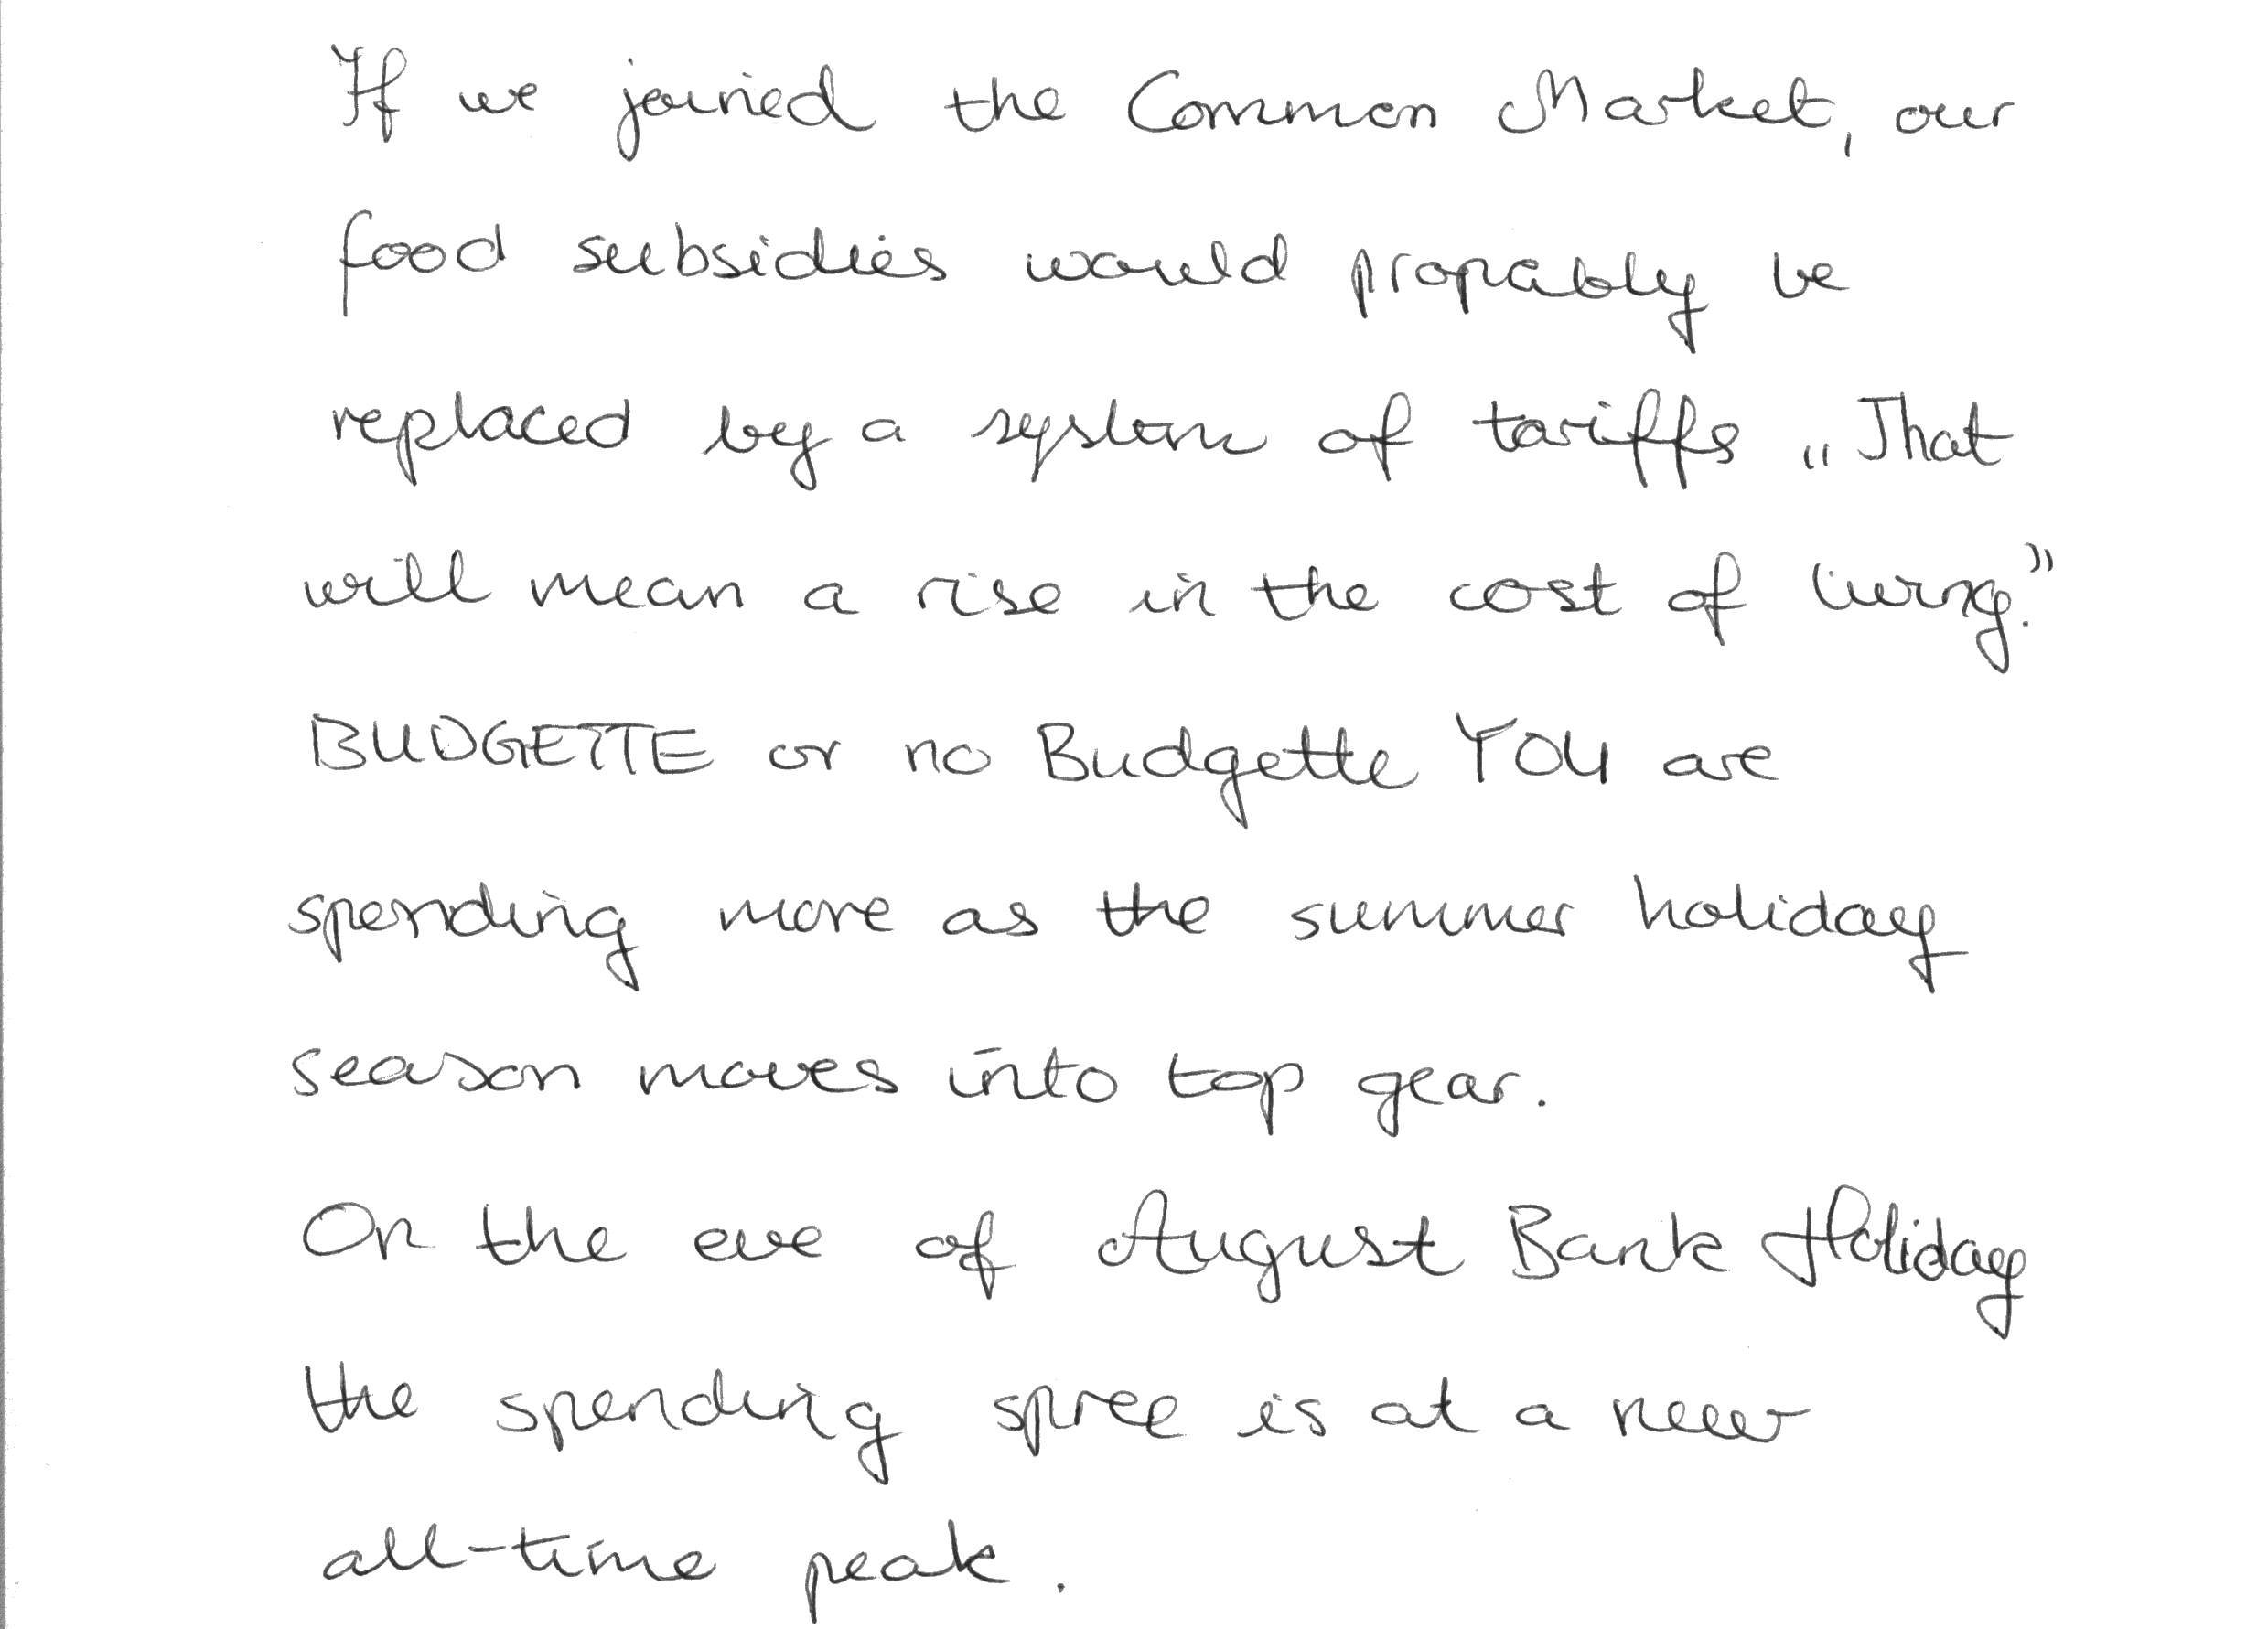 If we joined the Common Market, our
food subsidies would propably be
replaced by a system of tariffs „That
will mean a rise in the cost of living."
BUDGETTE or no Budgette YOU are
spending more as the summer holiday
season moves into top gear.
On the eve of August Bank Holiday
the spending spree is at a new
all-time peak.